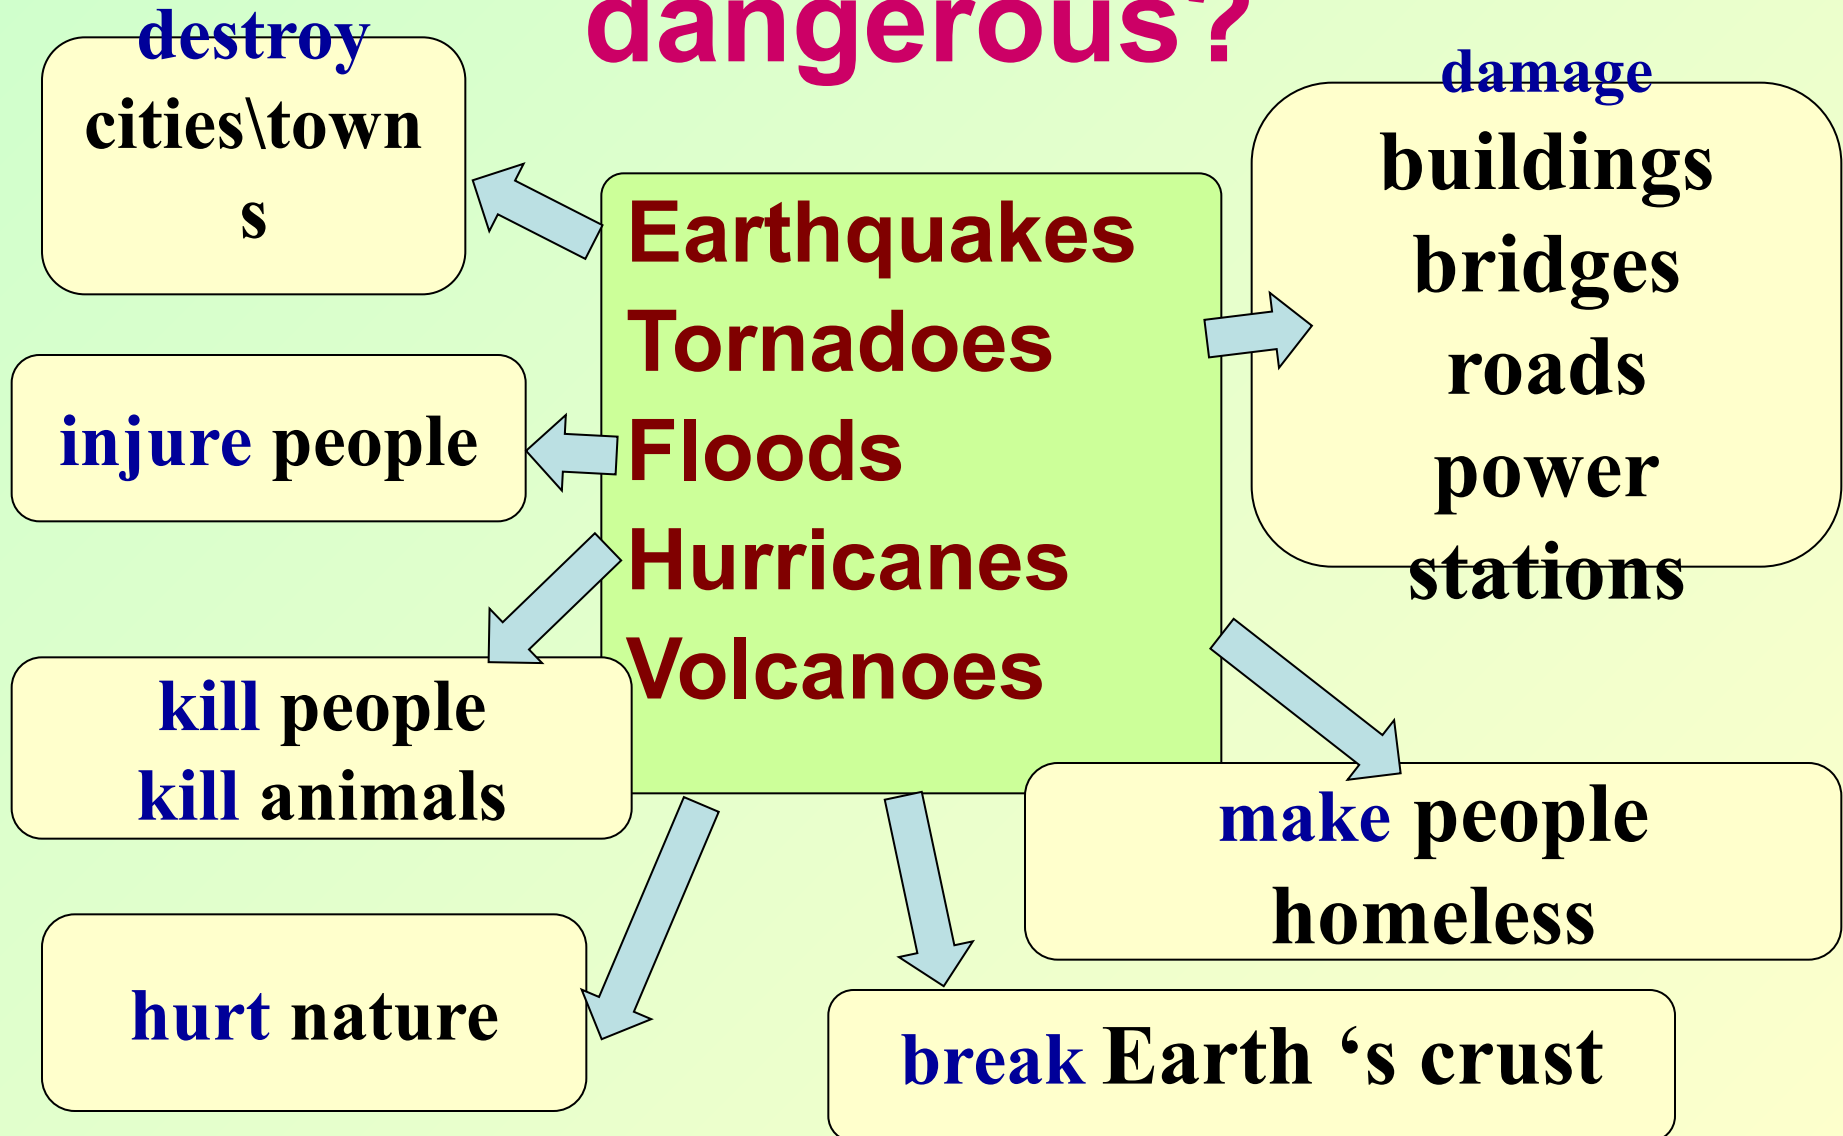 dangerous?
destroy
cities\town
s
damage
buildings
bridges
roads
power
stations
Earthquakes
Tornadoes
Floods
Hurricanes
Volcanoes
injure people
kill people
kill animals
make people
homeless
hurt nature
break Earth ‘s crust